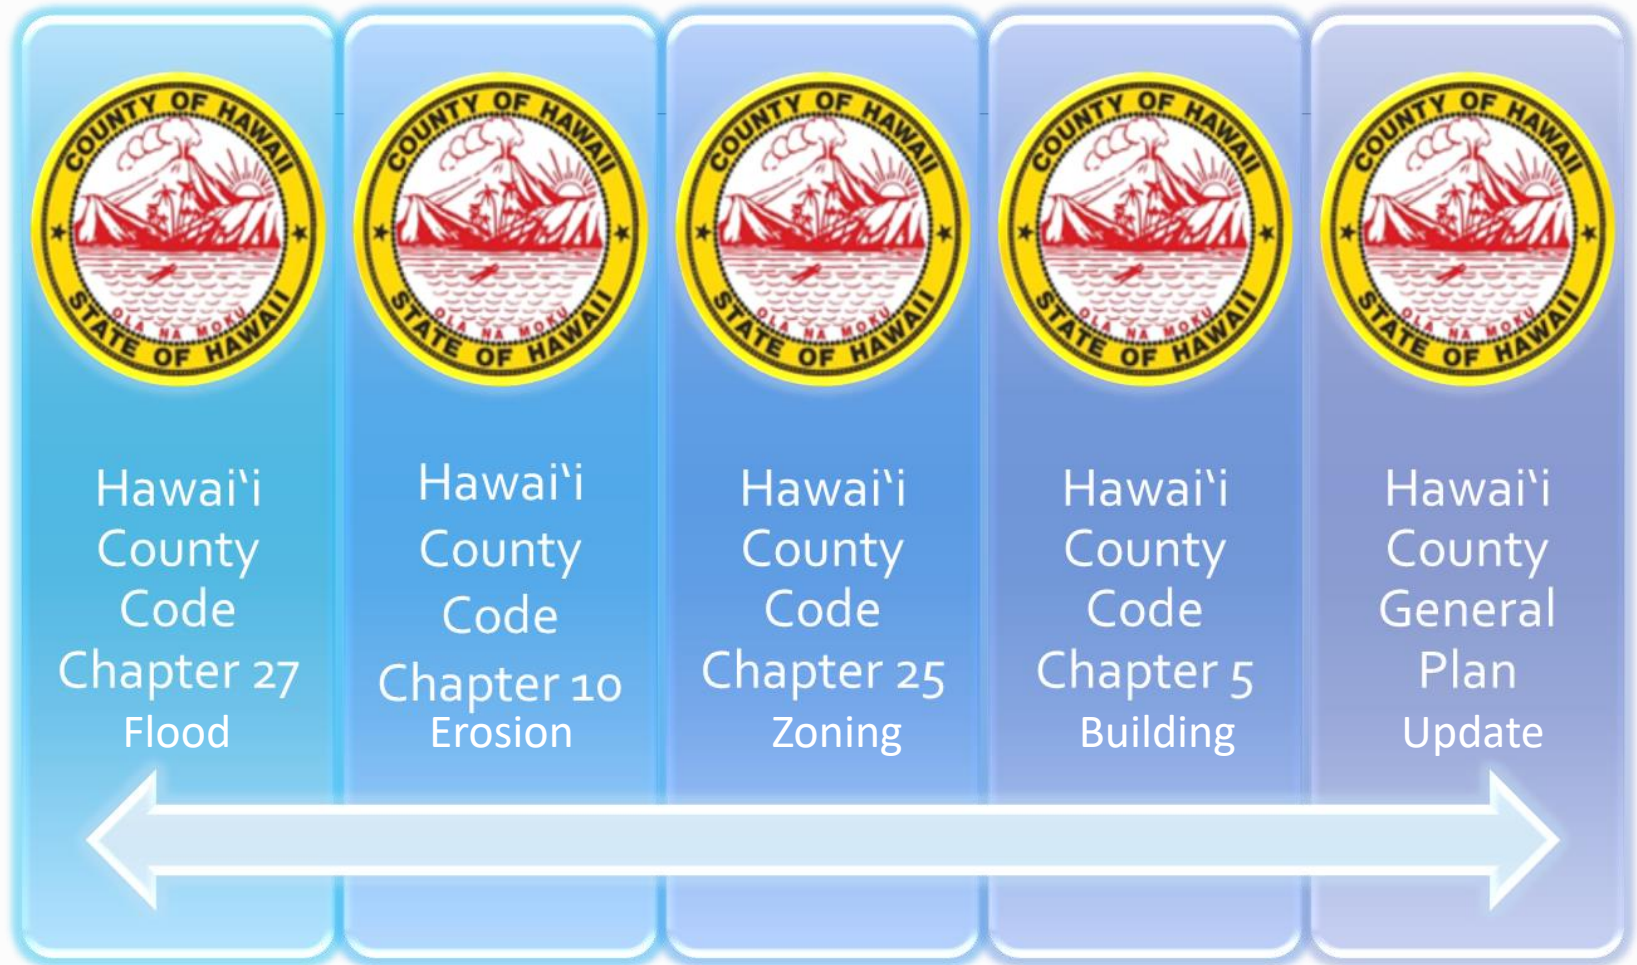 COUNTY OF HAWAII
OLA NA MOKU
STATE OF HAWAII
Hawai‘i
County
Code
Chapter 27
Flood
COUNTY OF HAWAII
OLA NA MOKU
STATE OF HAWAII
Hawai‘i
County
Code
Chapter 10
Erosion
COUNTY OF HAWAII
OLA NA MOKU
STATE OF HAWAII
Hawai‘i
County
Code
Chapter 25
Zoning
COUNTY OF HAWAII
OLA NA MOKU
STATE OF HAWAII
Hawai‘i
County
Code
Chapter 5
Building
COUNTY OF HAWAII
OLA NA MOKU
STATE OF HAWAII
Hawai‘i
County
General
Plan
Update